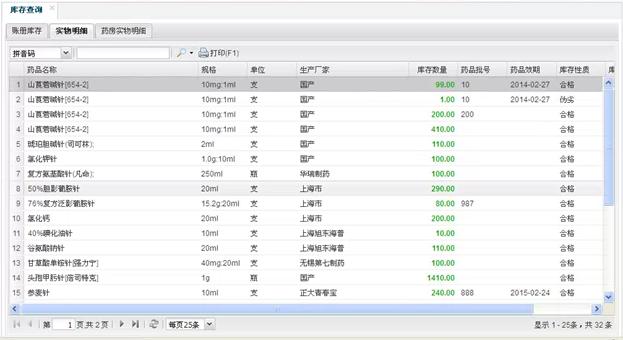 库存查询
账册库存 实物明细 药房实物明细
拼音码 打印(F1)
药品名称 规格 单位 生产厂家 库存数量 药品批号 药品效期 库存性质 库
1 山莨菪碱针[654-2] 10mg:1ml 支 国产 99.00 10 2014-02-27 合格
2 山莨菪碱针[654-2] 10mg:1ml 支 国产 1.00 10 2014-02-27 伪劣
3 山莨菪碱针[654-2] 10mg:1ml 支 国产 200.00 200 合格
4 山莨菪碱针[654-2] 10mg:1ml 支 国产 410.00 合格
5 琥珀胆碱针(司可林); 2ml 支 国产 110.00 合格
6 氯化钾针 1.0g:10ml 支 国产 100.00 合格
7 复方氨基酸针(凡命); 250ml 瓶 华瑞制药 100.00 合格
8 50%胆影葡胺针 20ml 支 上海市 290.00 合格
9 76%复方泛影葡胺针 15.2g:20ml 支 上海市 80.00 987 合格
10 氯化钙 20ml 支 上海市 200.00 合格
11 40%碘化油针 10ml 支 上海旭东海普 10.00 合格
12 谷氨酸钠针 20ml 支 上海旭东海普 110.00 合格
13 甘草酸单铵针[强力宁] 40mg:20ml 支 无锡第七制药 100.00 合格
14 头孢甲肟针[倍司特克] 1g 瓶 国产 1410.00 合格
15 参麦针 10ml 支 正大青春宝 240.00 888 2015-02-24 合格
第 1 页,共 2 页 每页25条 显示 1 - 25条，共 32 条